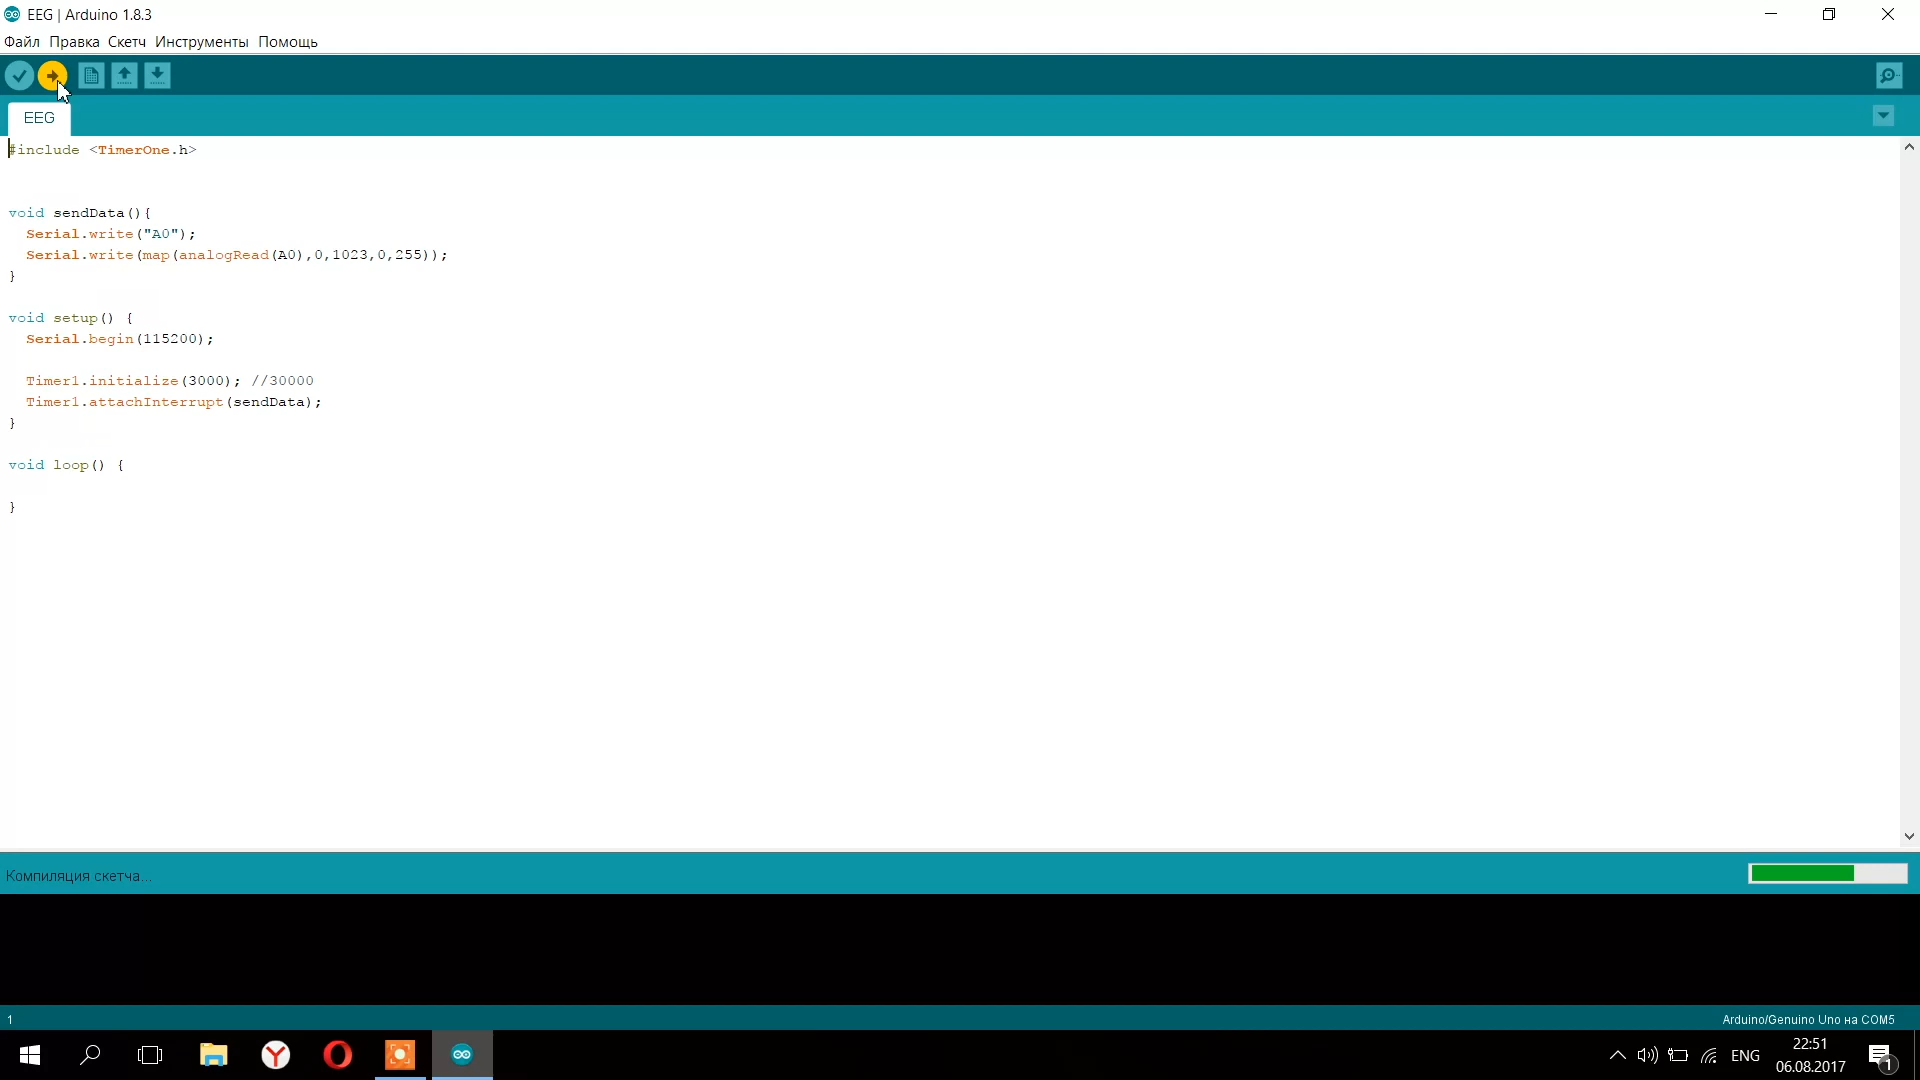 EEG | Arduino 1.8.3
Файл Правка Скетч Инструменты Помощь
EEG
#include <TimerOne.h>
void sendData(){
Serial.write("A0");
Serial.write(map(analogRead(A0),0,1023,0,255));
}
void setup() {
Serial.begin(115200);
Timer1.initialize(3000); //30000
Timer1.attachInterrupt(sendData);
}
void loop() {
}
Компиляция скетча...
1
Arduino/Genuino Uno на COM5
ENG
22:51
06.08.2017
1